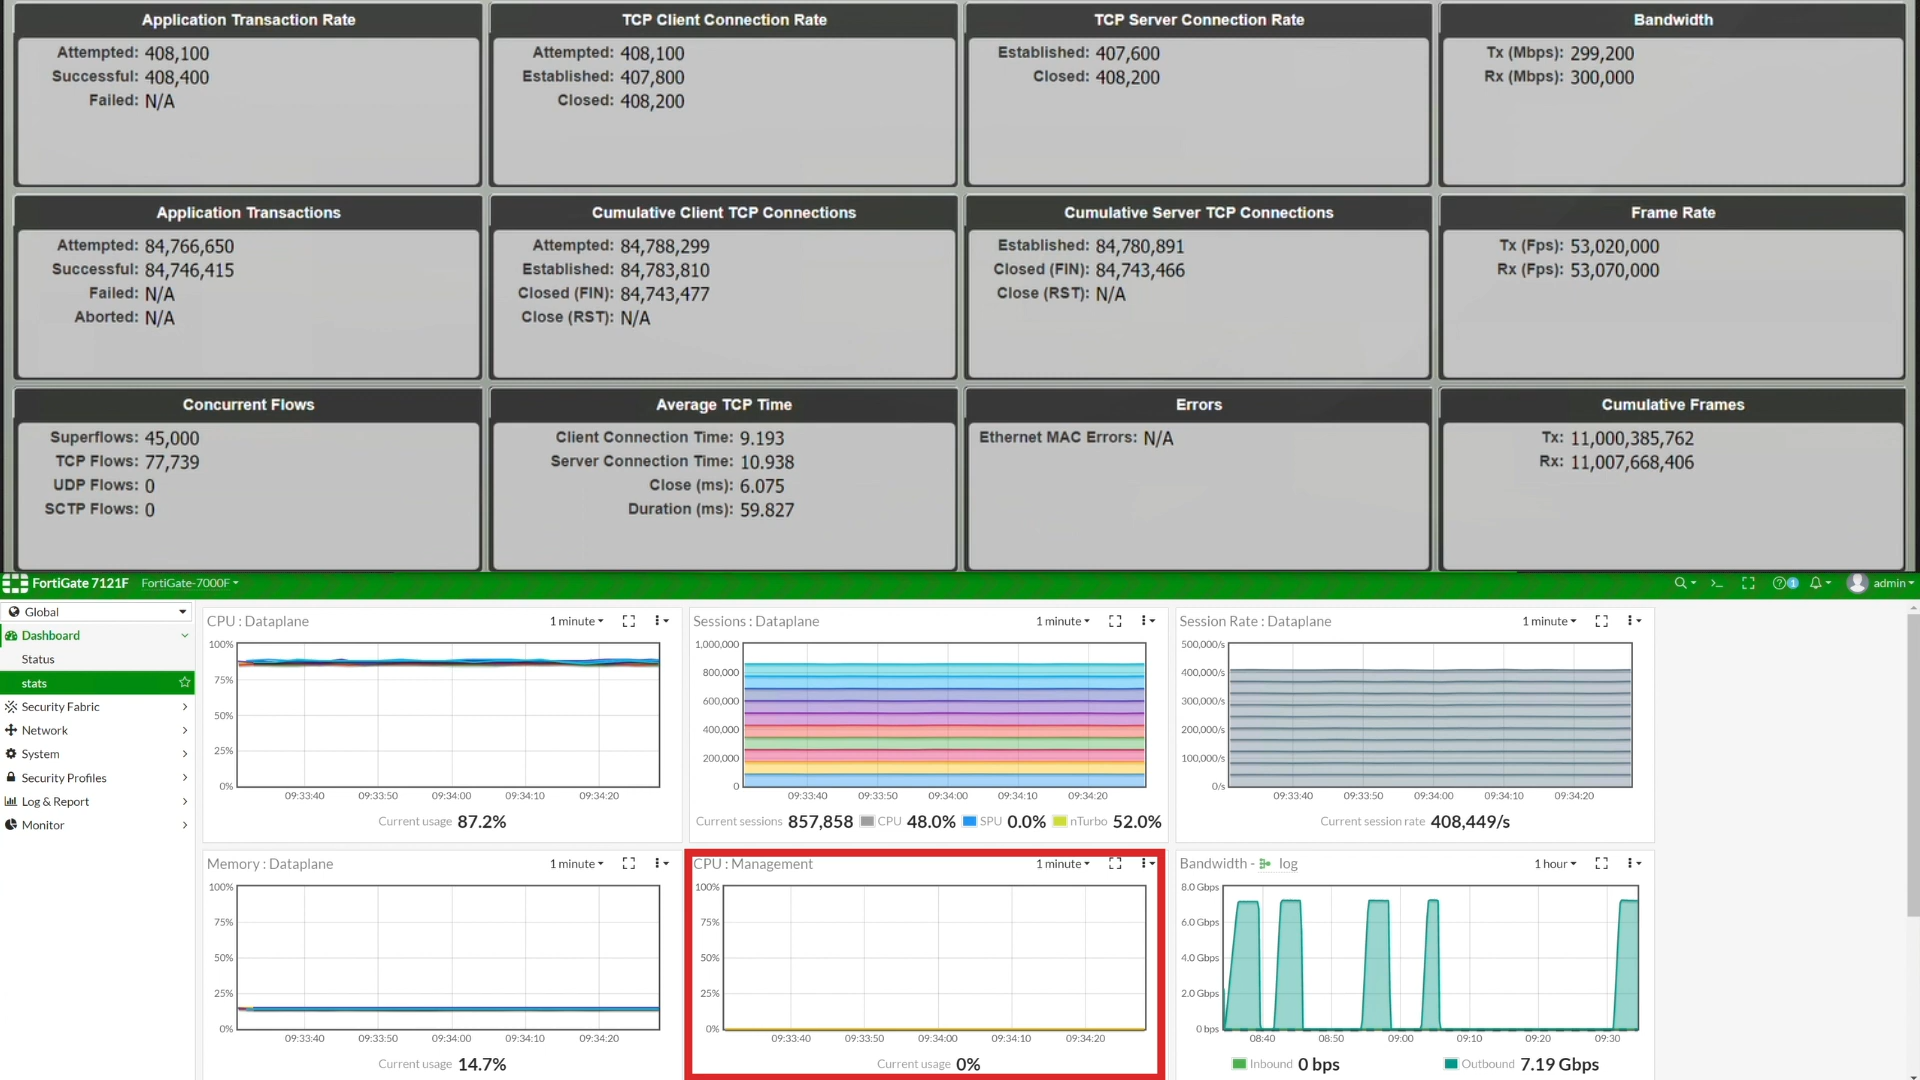 Application Transaction Rate
Attempted: 408,100
Successful: 408,400
Failed: N/A
TCP Client Connection Rate
Attempted: 408,100
Established: 407,800
Closed: 408,200
TCP Server Connection Rate
Established: 407,600
Closed: 408,200
Bandwidth
Tx (Mbps): 299,200
Rx (Mbps): 300,000
Application Transactions
Attempted: 84,766,650
Successful: 84,746,415
Failed: N/A
Aborted: N/A
Cumulative Client TCP Connections
Attempted: 84,788,299
Established: 84,783,810
Closed (FIN): 84,743,477
Close (RST): N/A
Cumulative Server TCP Connections
Established: 84,780,891
Closed (FIN): 84,743,466
Close (RST): N/A
Frame Rate
Tx (Fps): 53,020,000
Rx (Fps): 53,070,000
Concurrent Flows
Superflows: 45,000
TCP Flows: 77,739
UDP Flows: 0
SCTP Flows: 0
Average TCP Time
Client Connection Time: 9.193
Server Connection Time: 10.938
Close (ms): 6.075
Duration (ms): 59.827
Errors
Ethernet MAC Errors: N/A
Cumulative Frames
Tx: 11,000,385,762
Rx: 11,007,668,406
FortiGate 7121F FortiGate-7000F
1 admin
Global
Dashboard
Status
stats
Security Fabric
Network
System
Security Profiles
Log & Report
Monitor
CPU : Dataplane 1 minute
100%
75%
50%
25%
0%
09:33:40 09:33:50 09:34:00 09:34:10 09:34:20
Current usage 87.2%
Sessions : Dataplane 1 minute
1,000,000
800,000
600,000
400,000
200,000
0
09:33:40 09:33:50 09:34:00 09:34:10 09:34:20
Current sessions 857,858 CPU 48.0% SPU 0.0% nTurbo 52.0%
Session Rate : Dataplane 1 minute
500,000/s
400,000/s
300,000/s
200,000/s
100,000/s
0/s
09:33:40 09:33:50 09:34:00 09:34:10 09:34:20
Current session rate 408,449/s
Memory : Dataplane 1 minute
100%
75%
50%
25%
0%
09:33:40 09:33:50 09:34:00 09:34:10 09:34:20
Current usage 14.7%
CPU : Management 1 minute
100%
75%
50%
25%
0%
09:33:40 09:33:50 09:34:00 09:34:10 09:34:20
Current usage 0%
Bandwidth - log 1 hour
8.0 Gbps
6.0 Gbps
4.0 Gbps
2.0 Gbps
0 bps
08:40 08:50 09:00 09:10 09:20 09:30
Inbound 0 bps Outbound 7.19 Gbps